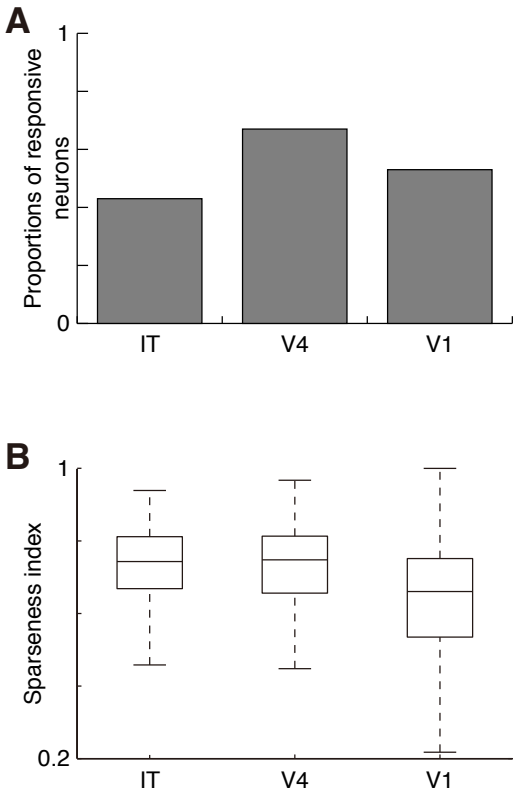 A
Proportions of responsive
neurons
1
0
IT V4 V1
B
Sparseness index
1
0.2
IT V4 V1